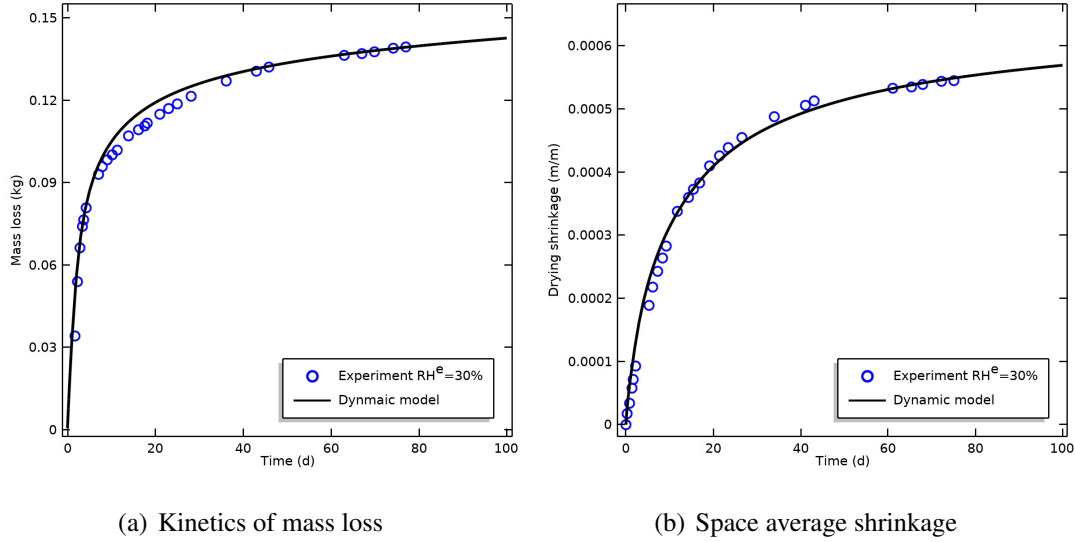 0.15
0.12
0.09
0.06
0.03
0
Mass loss (kg)
0 20 40 60 80 100
Time (d)
Experiment RHe=30%
Dynmaic model
(a) Kinetics of mass loss
0.0006
0.0005
0.0004
0.0003
0.0002
0.0001
0
Drying shrinkage (m/m)
0 20 40 60 80 100
Time (d)
Experiment RHe=30%
Dynamic model
(b) Space average shrinkage